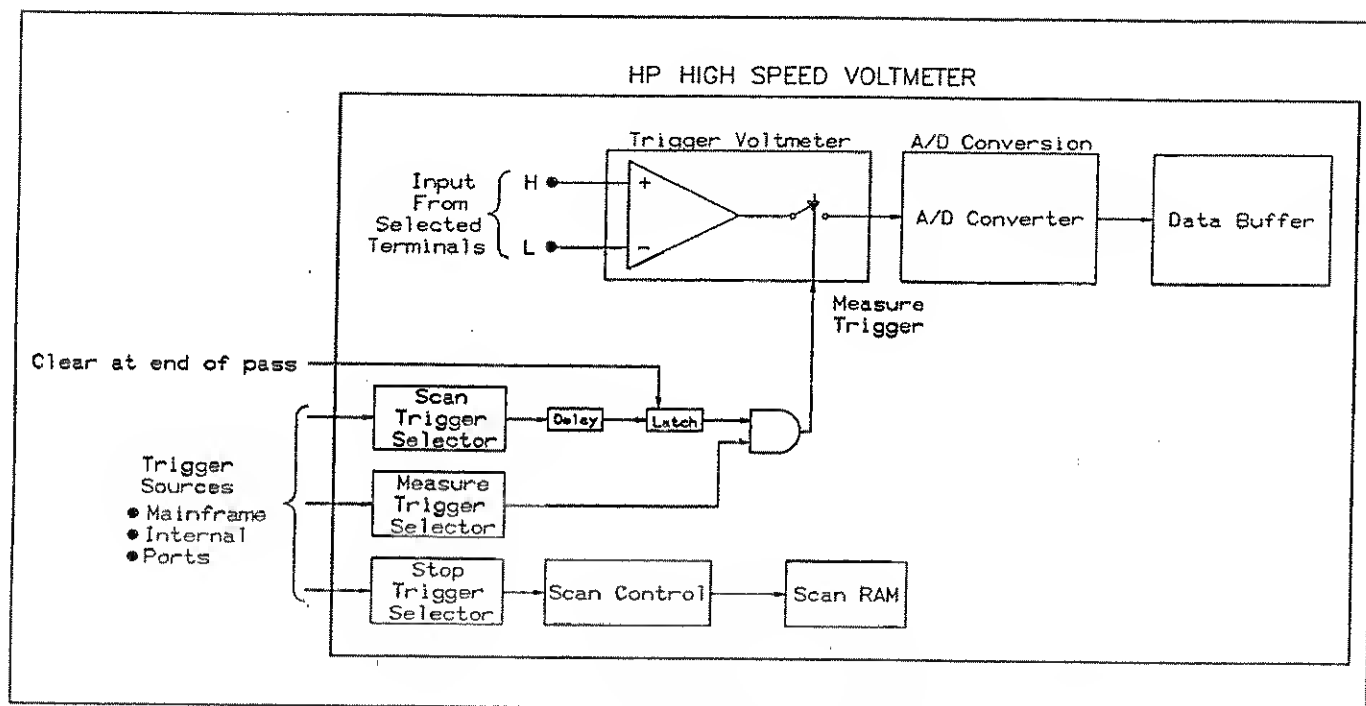 HP HIGH SPEED VOLTMETER
Trigger Voltmeter
A/D Conversion
Input
From
Selected
Terminals
H
L
+
−
A/D Converter
Data Buffer
Measure
Trigger
Clear at end of pass
Scan
Trigger
Selector
Delay
Latch
Trigger
Sources
● Mainframe
● Internal
● Ports
Measure
Trigger
Selector
Stop
Trigger
Selector
Scan Control
Scan RAM